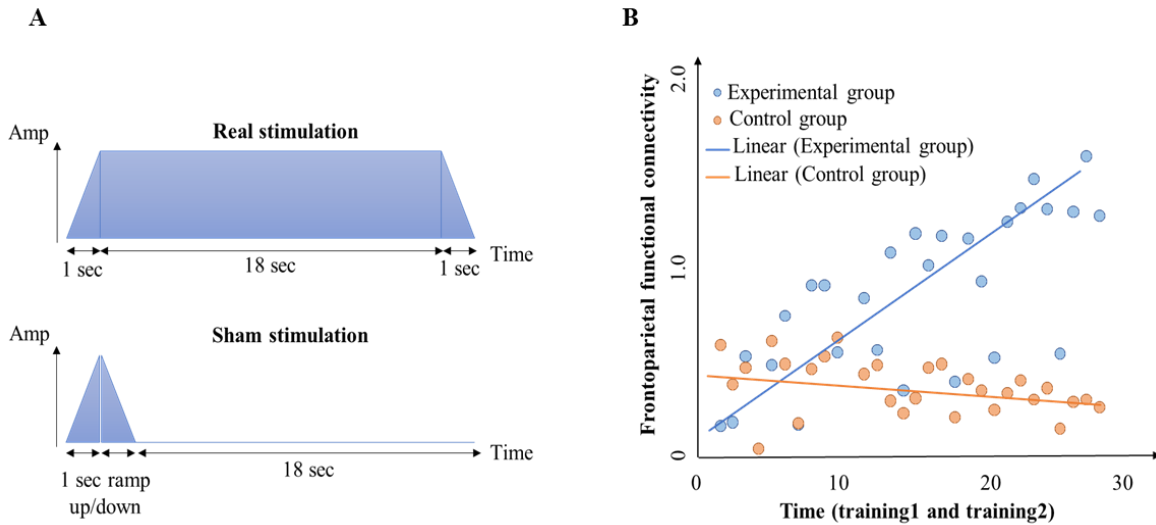 A
Amp
Real stimulation
1 sec
18 sec
1 sec
Time
Amp
Sham stimulation
Time
1 sec ramp
up/down
18 sec
B
Frontoparietal functional connectivity
2.0
1.0
0
Experimental group
Control group
Linear (Experimental group)
Linear (Control group)
0
10
20
30
Time (training1 and training2)